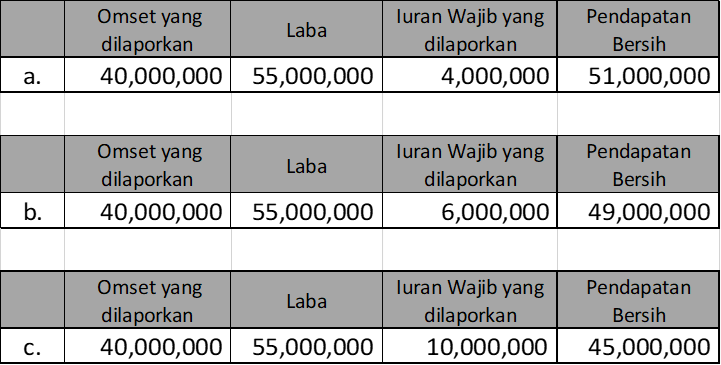 Omset yang dilaporkan Laba Iuran Wajib yang dilaporkan Pendapatan Bersih
a. 40,000,000 55,000,000 4,000,000 51,000,000
Omset yang dilaporkan Laba Iuran Wajib yang dilaporkan Pendapatan Bersih
b. 40,000,000 55,000,000 6,000,000 49,000,000
Omset yang dilaporkan Laba Iuran Wajib yang dilaporkan Pendapatan Bersih
c. 40,000,000 55,000,000 10,000,000 45,000,000